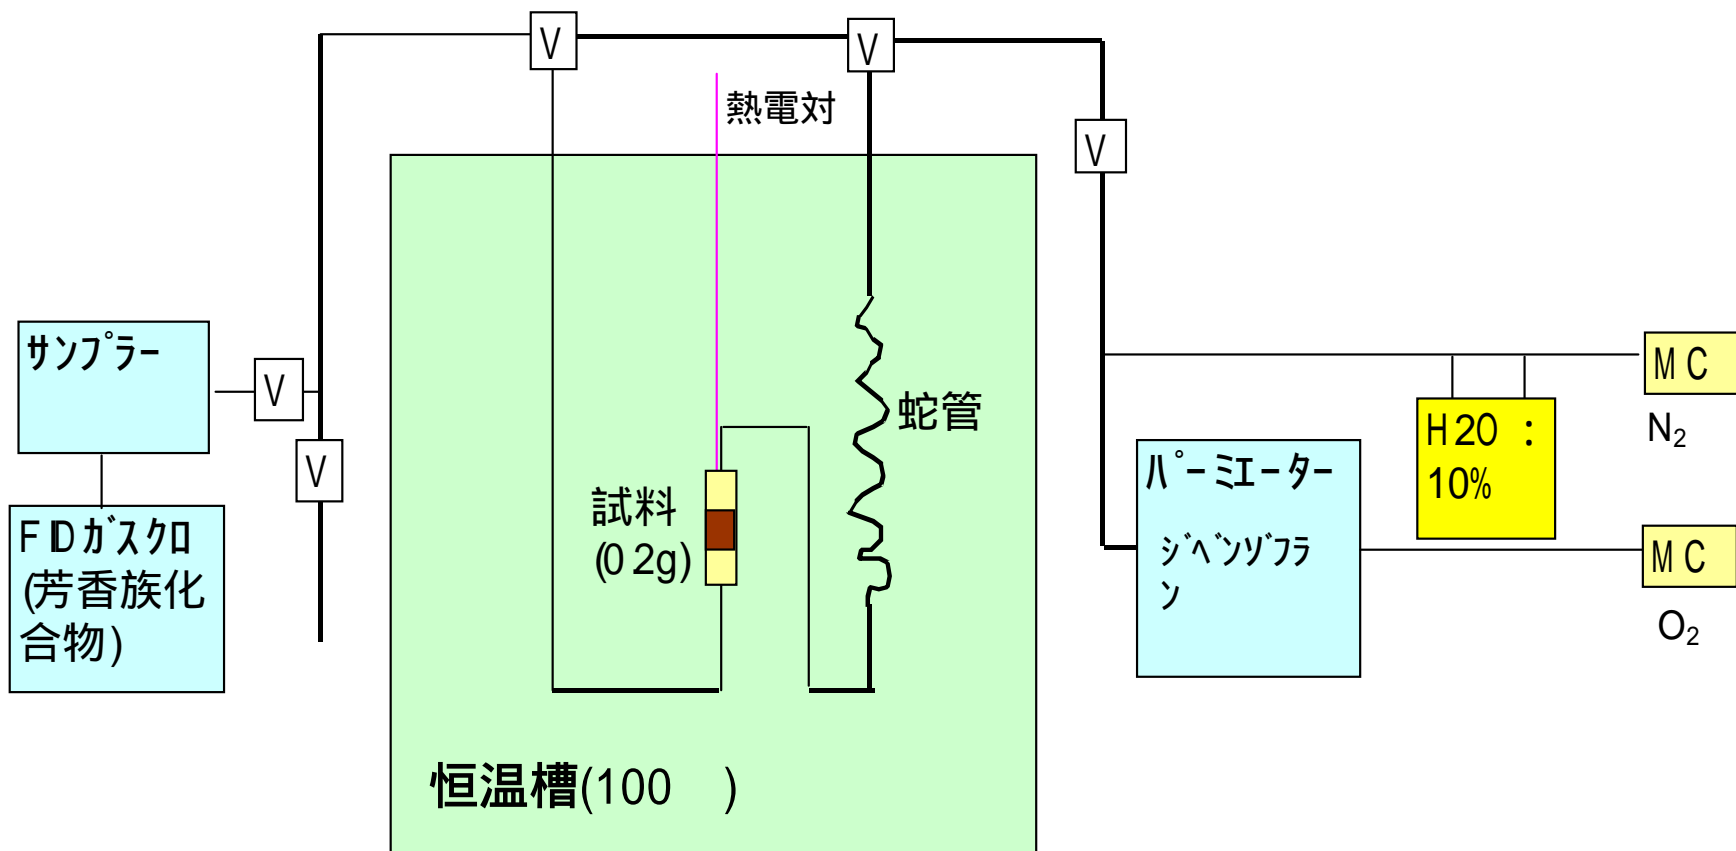 V
V
熱電対
V
サンプラー
V
V
蛇管
MC
N₂
H2O :
10%
パーミエーター
ジベンゾフラ
ン
MC
O₂
試料
(0.2g)
FIDガスクロ
(芳香族化
合物)
恒温槽(100 )